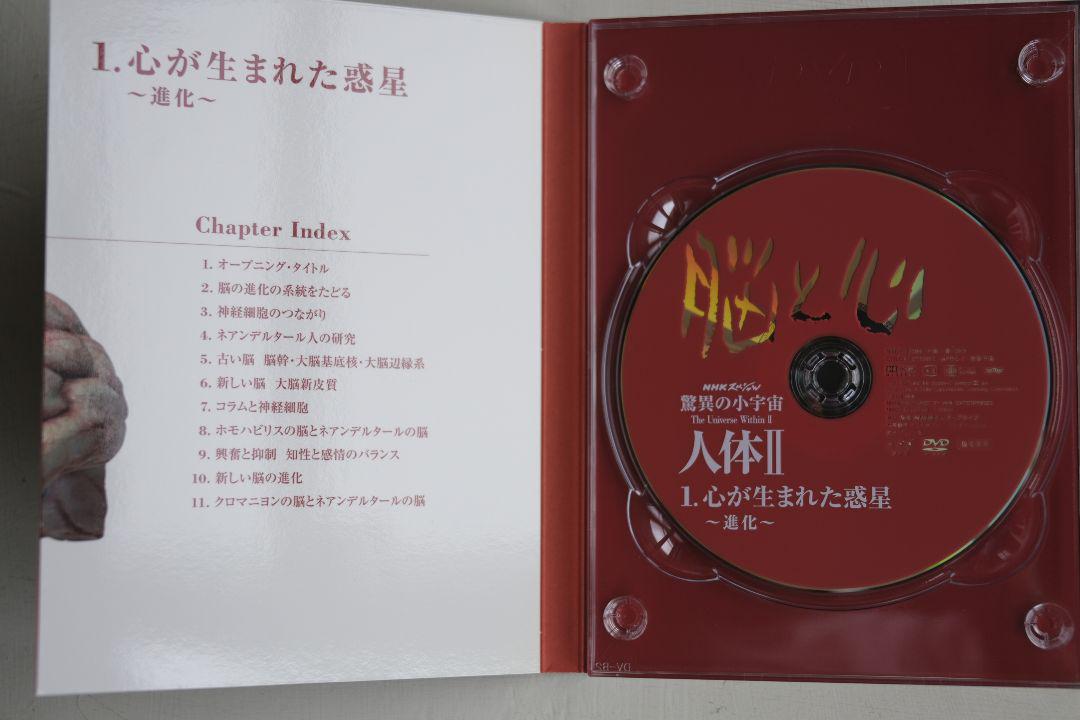 1.心が生まれた惑星
～進化～
Chapter Index
1. オープニング・タイトル
2. 脳の進化の系統をたどる
3. 神経細胞のつながり
4. ネアンデルタール人の研究
5. 古い脳 脳幹・大脳基底核・大脳辺縁系
6. 新しい脳 大脳新皮質
7. コラムと神経細胞
8. ホモハビリスの脳とネアンデルタールの脳
9. 興奮と抑制 知性と感情のバランス
10. 新しい脳の進化
11. クロマニヨンの脳とネアンデルタールの脳
脳と心
NHKスペシャル
驚異の小宇宙
The Universe Within II
人体II
1.心が生まれた惑星
～進化～
DVD
DV-B2